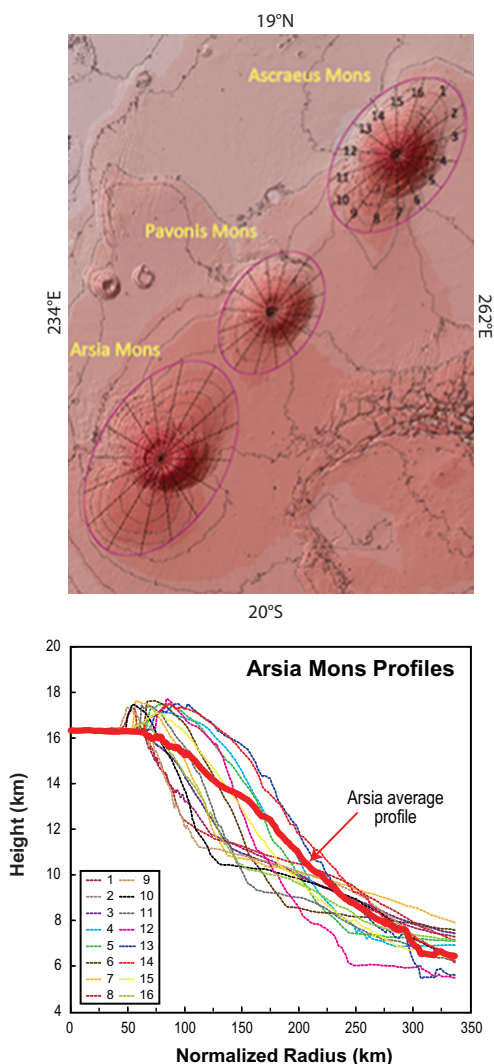 19°N
Ascraeus Mons
16 1
15
14 2
13 3
12 4
11 5
10 6
9 8 7
Pavonis Mons
234°E
262°E
Arsia Mons
20°S
Arsia Mons Profiles
20
18
16
14
12
10
8
6
4
Height (km)
Arsia average
profile
1 9
2 10
3 11
4 12
5 13
6 14
7 15
8 16
0 50 100 150 200 250 300 350
Normalized Radius (km)